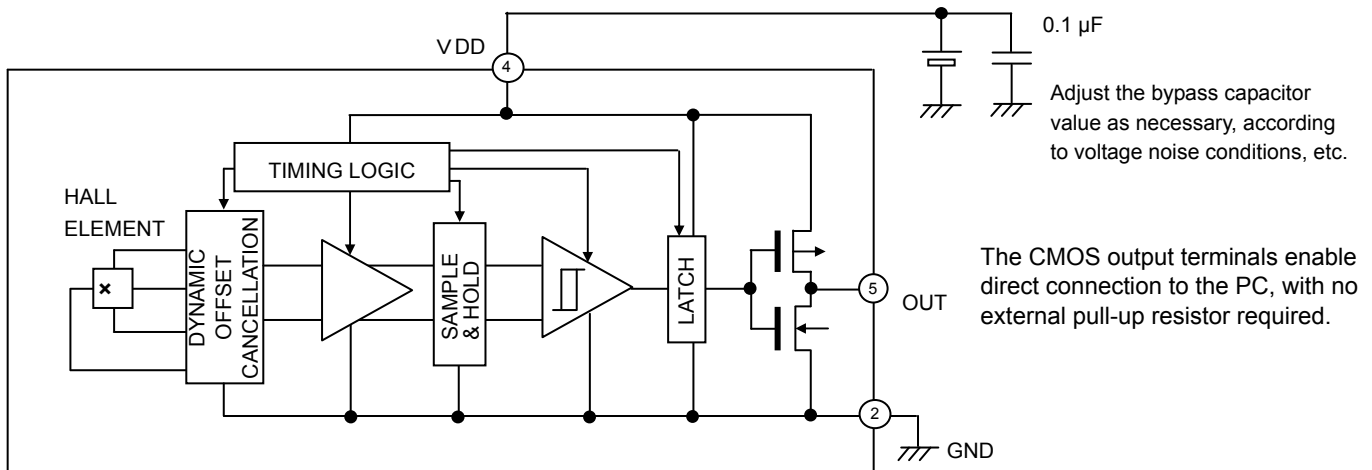 0.1 µF
VDD
4
Adjust the bypass capacitor
value as necessary, according
to voltage noise conditions, etc.
TIMING LOGIC
HALL
ELEMENT
×
DYNAMIC
OFFSET
CANCELLATION
SAMPLE
& HOLD
LATCH
The CMOS output terminals enable
direct connection to the PC, with no
external pull-up resistor required.
5
OUT
2
GND